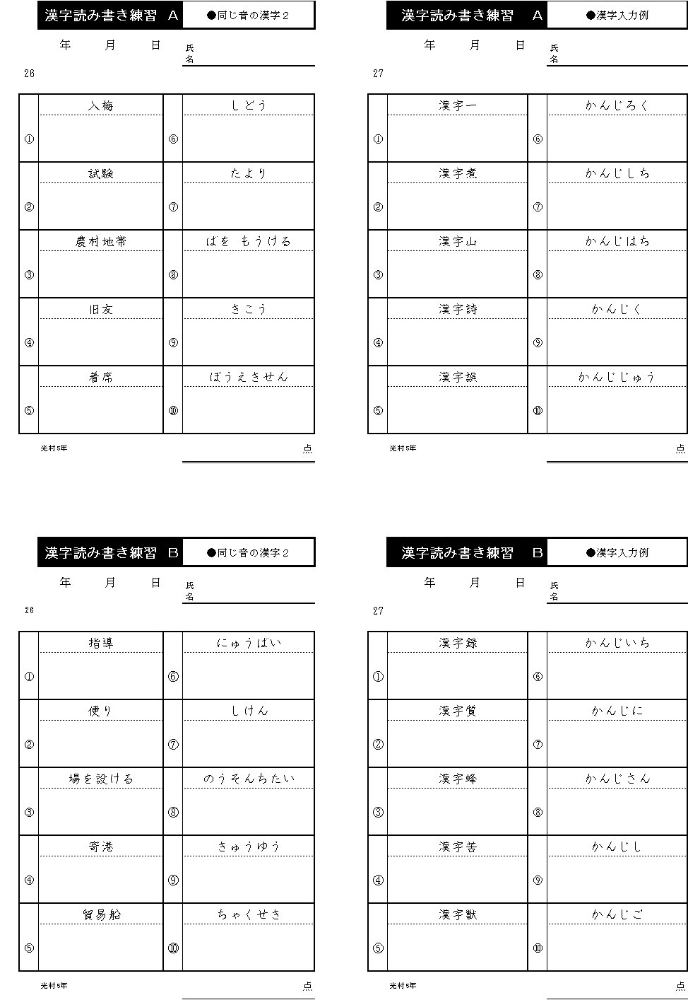 漢字読み書き練習 A ●同じ音の漢字２
年 月 日 氏名
26
① 入梅 ⑥ しどう
② 試験 ⑦ たより
③ 農村地帯 ⑧ ばを もうける
④ 旧友 ⑨ きこう
⑤ 着席 ⑩ ぼうえきせん
光村5年 点
漢字読み書き練習 A ●漢字入力例
年 月 日 氏名
27
① 漢字一 ⑥ かんじろく
② 漢字煮 ⑦ かんじしち
③ 漢字山 ⑧ かんじはち
④ 漢字詩 ⑨ かんじく
⑤ 漢字誤 ⑩ かんじじゅう
光村5年 点
漢字読み書き練習 B ●同じ音の漢字２
年 月 日 氏名
26
① 指導 ⑥ にゅうばい
② 便り ⑦ しけん
③ 場を設ける ⑧ のうそんちたい
④ 寄港 ⑨ きゅうゆう
⑤ 貿易船 ⑩ ちゃくせき
光村5年 点
漢字読み書き練習 B ●漢字入力例
年 月 日 氏名
27
① 漢字録 ⑥ かんじいち
② 漢字質 ⑦ かんじに
③ 漢字蜂 ⑧ かんじさん
④ 漢字苦 ⑨ かんじし
⑤ 漢字獣 ⑩ かんじご
光村5年 点